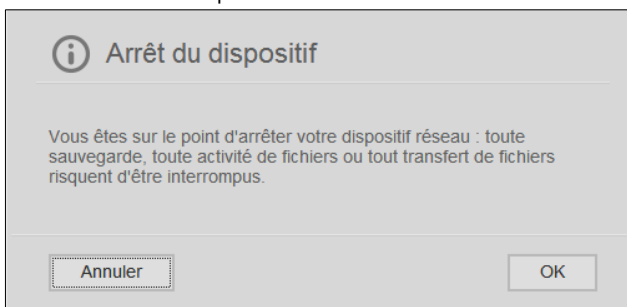 Arrêt du dispositif
Vous êtes sur le point d'arrêter votre dispositif réseau : toute
sauvegarde, toute activité de fichiers ou tout transfert de fichiers
risquent d'être interrompus.
Annuler
OK